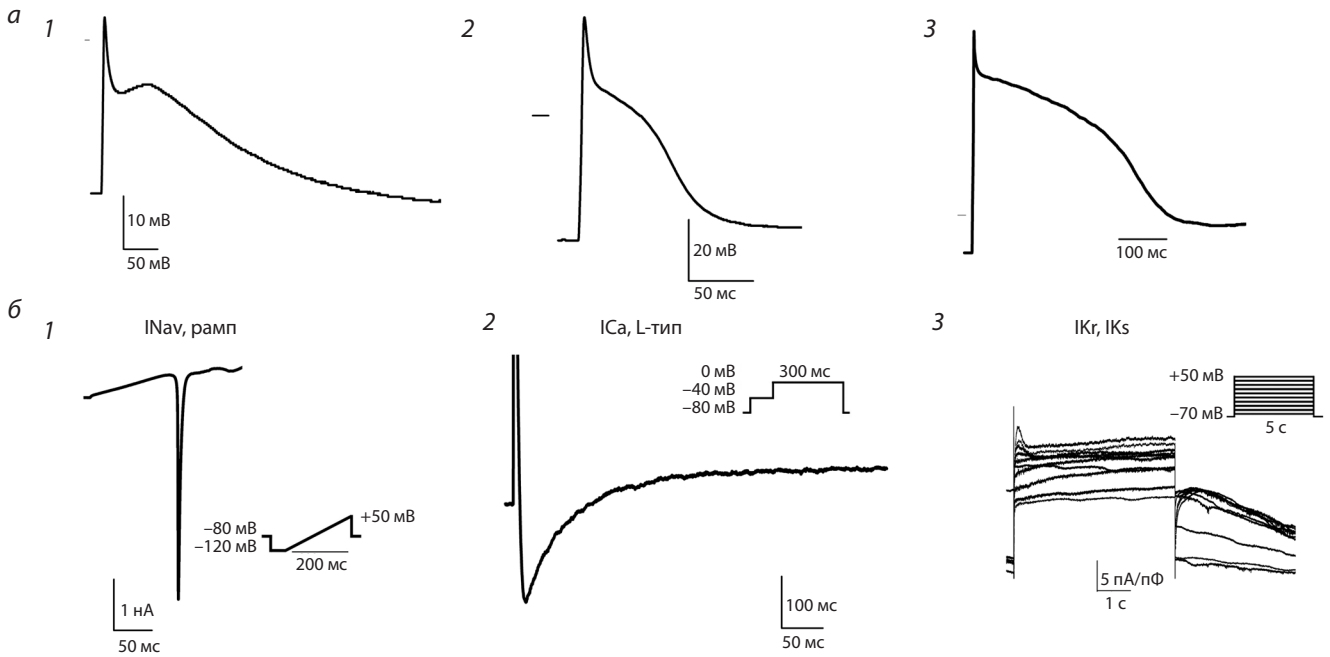 а
1
10 мВ
50 мВ
2
20 мВ
50 мс
3
100 мс
б
1
INav, рамп
–80 мВ
–120 мВ
+50 мВ
200 мс
1 нА
50 мс
2
ICa, L-тип
0 мВ
–40 мВ
–80 мВ
300 мс
100 мс
50 мс
3
IKr, IKs
+50 мВ
–70 мВ
5 с
5 пА/пФ
1 с